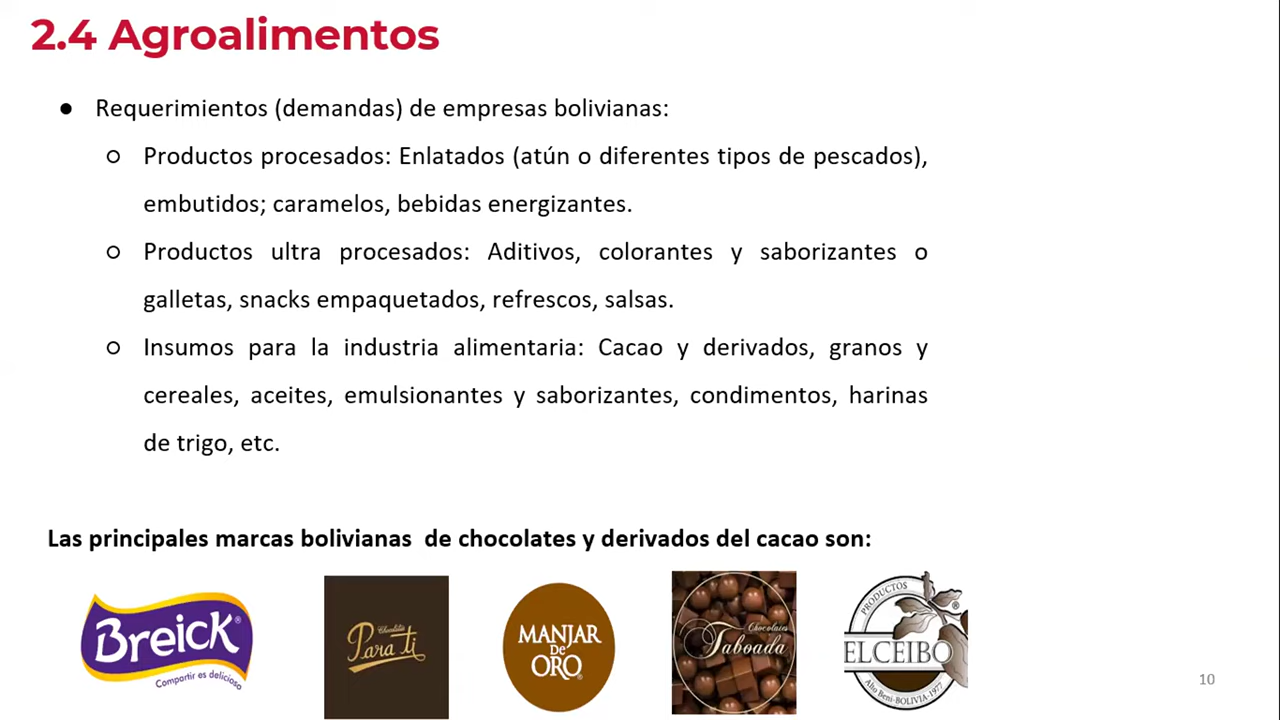 2.4 Agroalimentos
● Requerimientos (demandas) de empresas bolivianas:
○ Productos procesados: Enlatados (atún o diferentes tipos de pescados),
embutidos; caramelos, bebidas energizantes.
○ Productos ultra procesados: Aditivos, colorantes y saborizantes o
galletas, snacks empaquetados, refrescos, salsas.
○ Insumos para la industria alimentaria: Cacao y derivados, granos y
cereales, aceites, emulsionantes y saborizantes, condimentos, harinas
de trigo, etc.
Las principales marcas bolivianas de chocolates y derivados del cacao son:
Breick®
Compartir es delicioso
Chocolates
Para ti
MANJAR
DE
ORO®
Chocolates
Taboada
PRODUCTOS
®
ELCEIBO
Alto Beni-BOLIVIA-1977
10